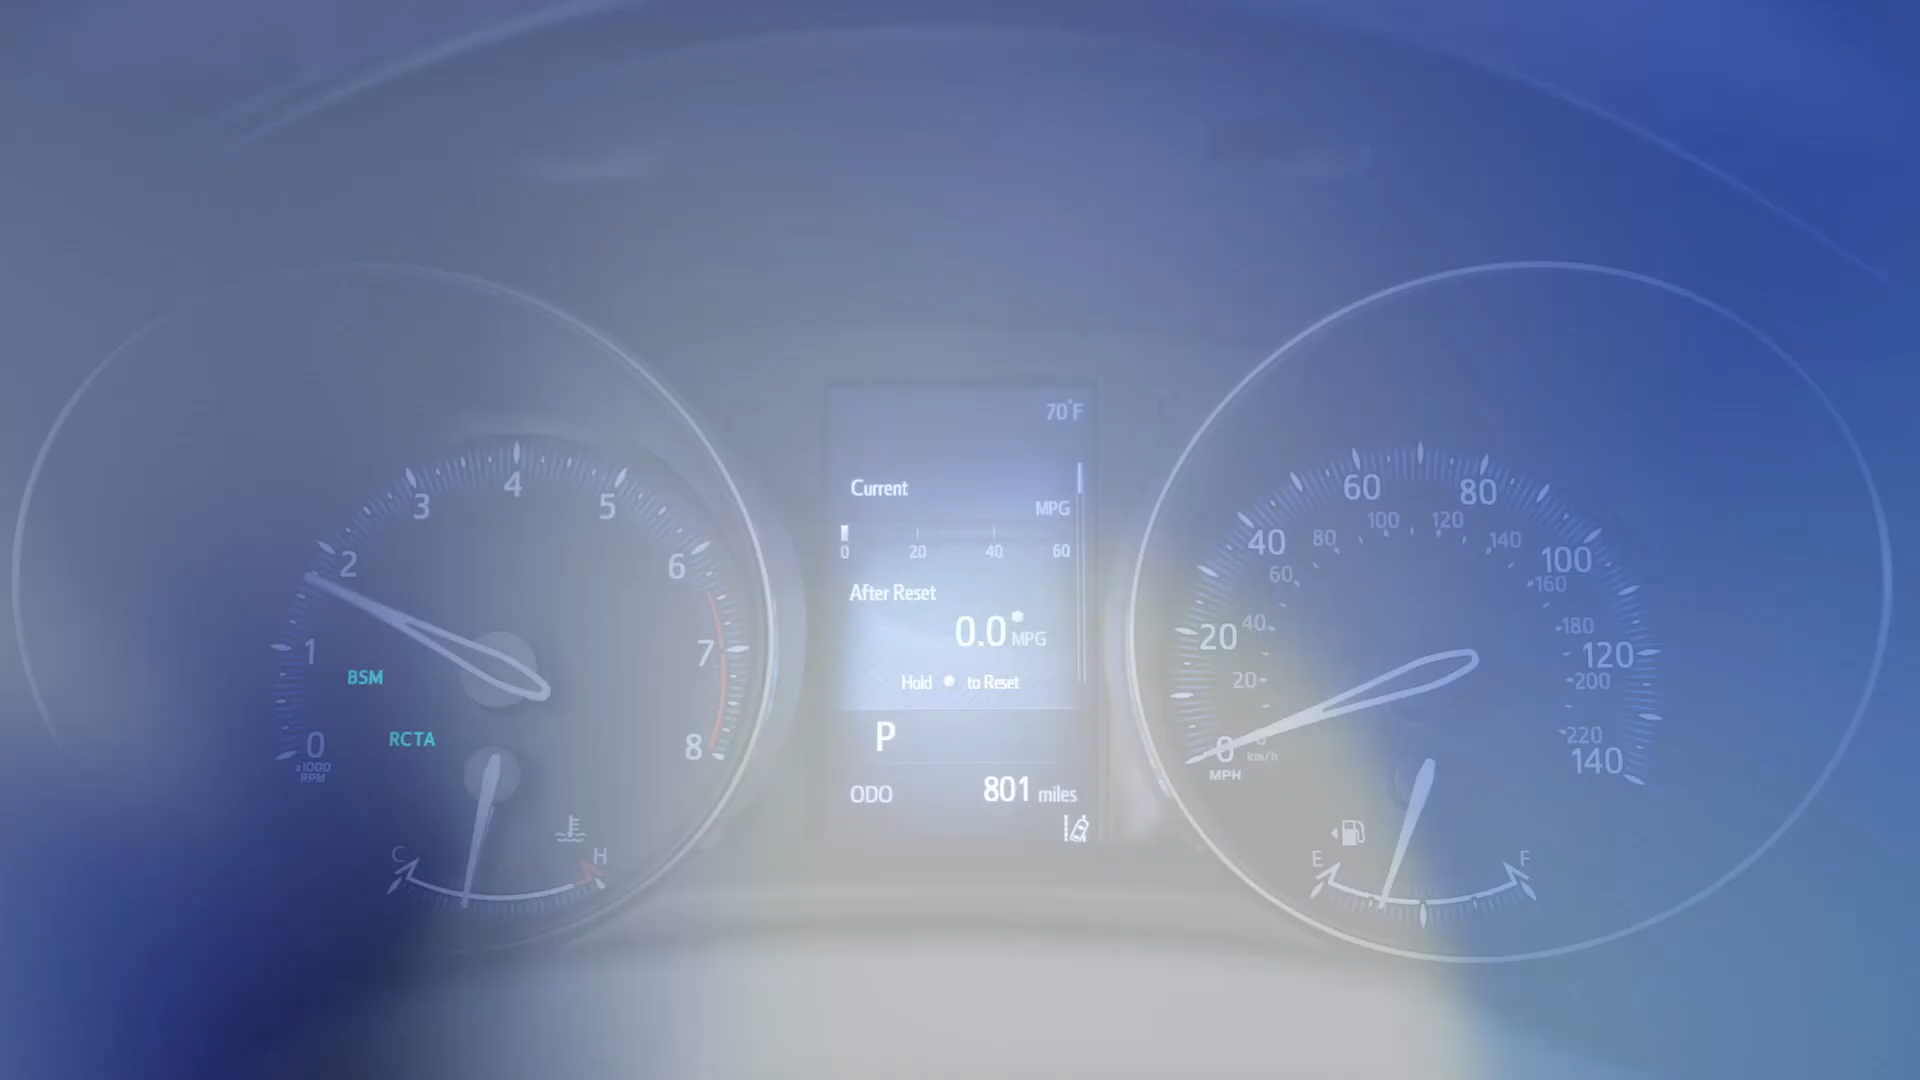 0
1
2
3
4
5
6
7
8
x1000
RPM
BSM
RCTA
C
H
70°F
Current
MPG
0 20 40 60
After Reset
0.0 MPG
Hold to Reset
P
ODO 801 miles
0
20
40
60
80
100
120
140
MPH
0
20
40
60
80
100
120
140
160
180
200
220
km/h
E
F